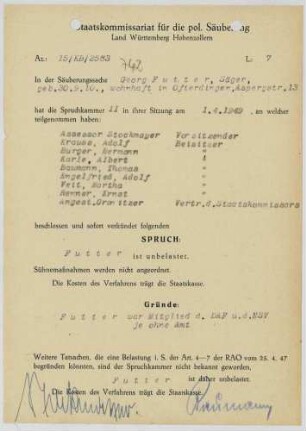 Staatskommissariat für die pol. Säuberung
Land Württemberg Hohenzollern
Az.: 15/KB/3583 L: 7
742
In der Säuberungssache Georg Futter, Säger,
geb.30.9.10., wohnhaft in Ofterdingen, Aspergstr.13
hat die Spruchkammer II in ihrer Sitzung am 1.4.1949, an welcher
teilgenommen haben:
Assessor Stockmayer Vorsitzender
Krauss, Adolf Beisitzer
Burger, Hermann "
Karle, Albert "
Baumann, Thomas "
Engelfried, Adolf "
Veit, Martha "
Renner, Ernst "
Angest. Vertr.d.Staatskommissars
beschlossen und sofort verkündet folgenden
SPRUCH:
Futter ist unbelastet.
Sühnemaßnahmen werden nicht angeordnet.
Die Kosten des Verfahrens trägt die Staatskasse.
Gründe:
Futter war Mitglied d. DAF u.d.NSV
je ohne Amt
Weitere Tatsachen, die eine Belastung i. S. der Art. 4—7 der RAO vom 25. 4. 47
begründen könnten, sind der Spruchkammer nicht bekannt geworden.
Futter ist daher unbelastet.
Die Kosten des Verfahrens trägt die Staatskasse.
Baumann